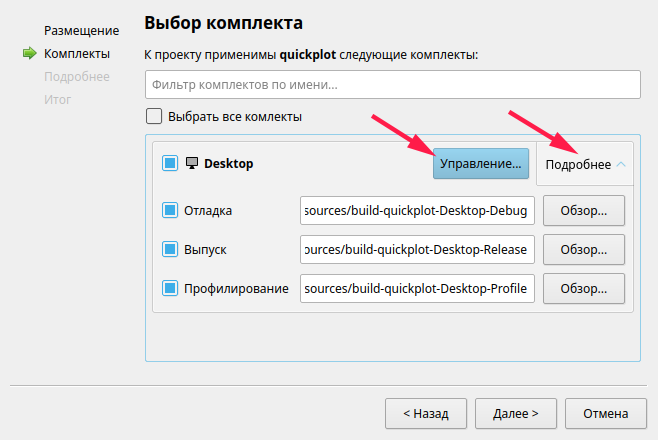 Выбор комплекта
Размещение
Комплекты
Подробнее
Итог
К проекту применимы quickplot следующие комплекты:
Фильтр комплектов по имени...
Выбрать все комлекты
Desktop
Управление...
Подробнее
Отладка
sources/build-quickplot-Desktop-Debug
Обзор...
Выпуск
ources/build-quickplot-Desktop-Release
Обзор...
Профилирование
sources/build-quickplot-Desktop-Profile
Обзор...
< Назад
Далее >
Отмена